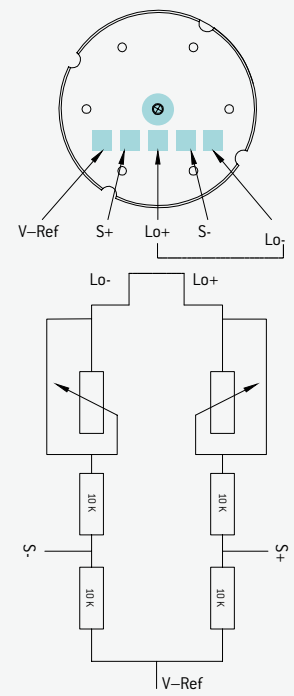 V–Ref S+ Lo+ S- Lo-
Lo- Lo+
10 K 10 K
S- S+
10 K 10 K
V–Ref